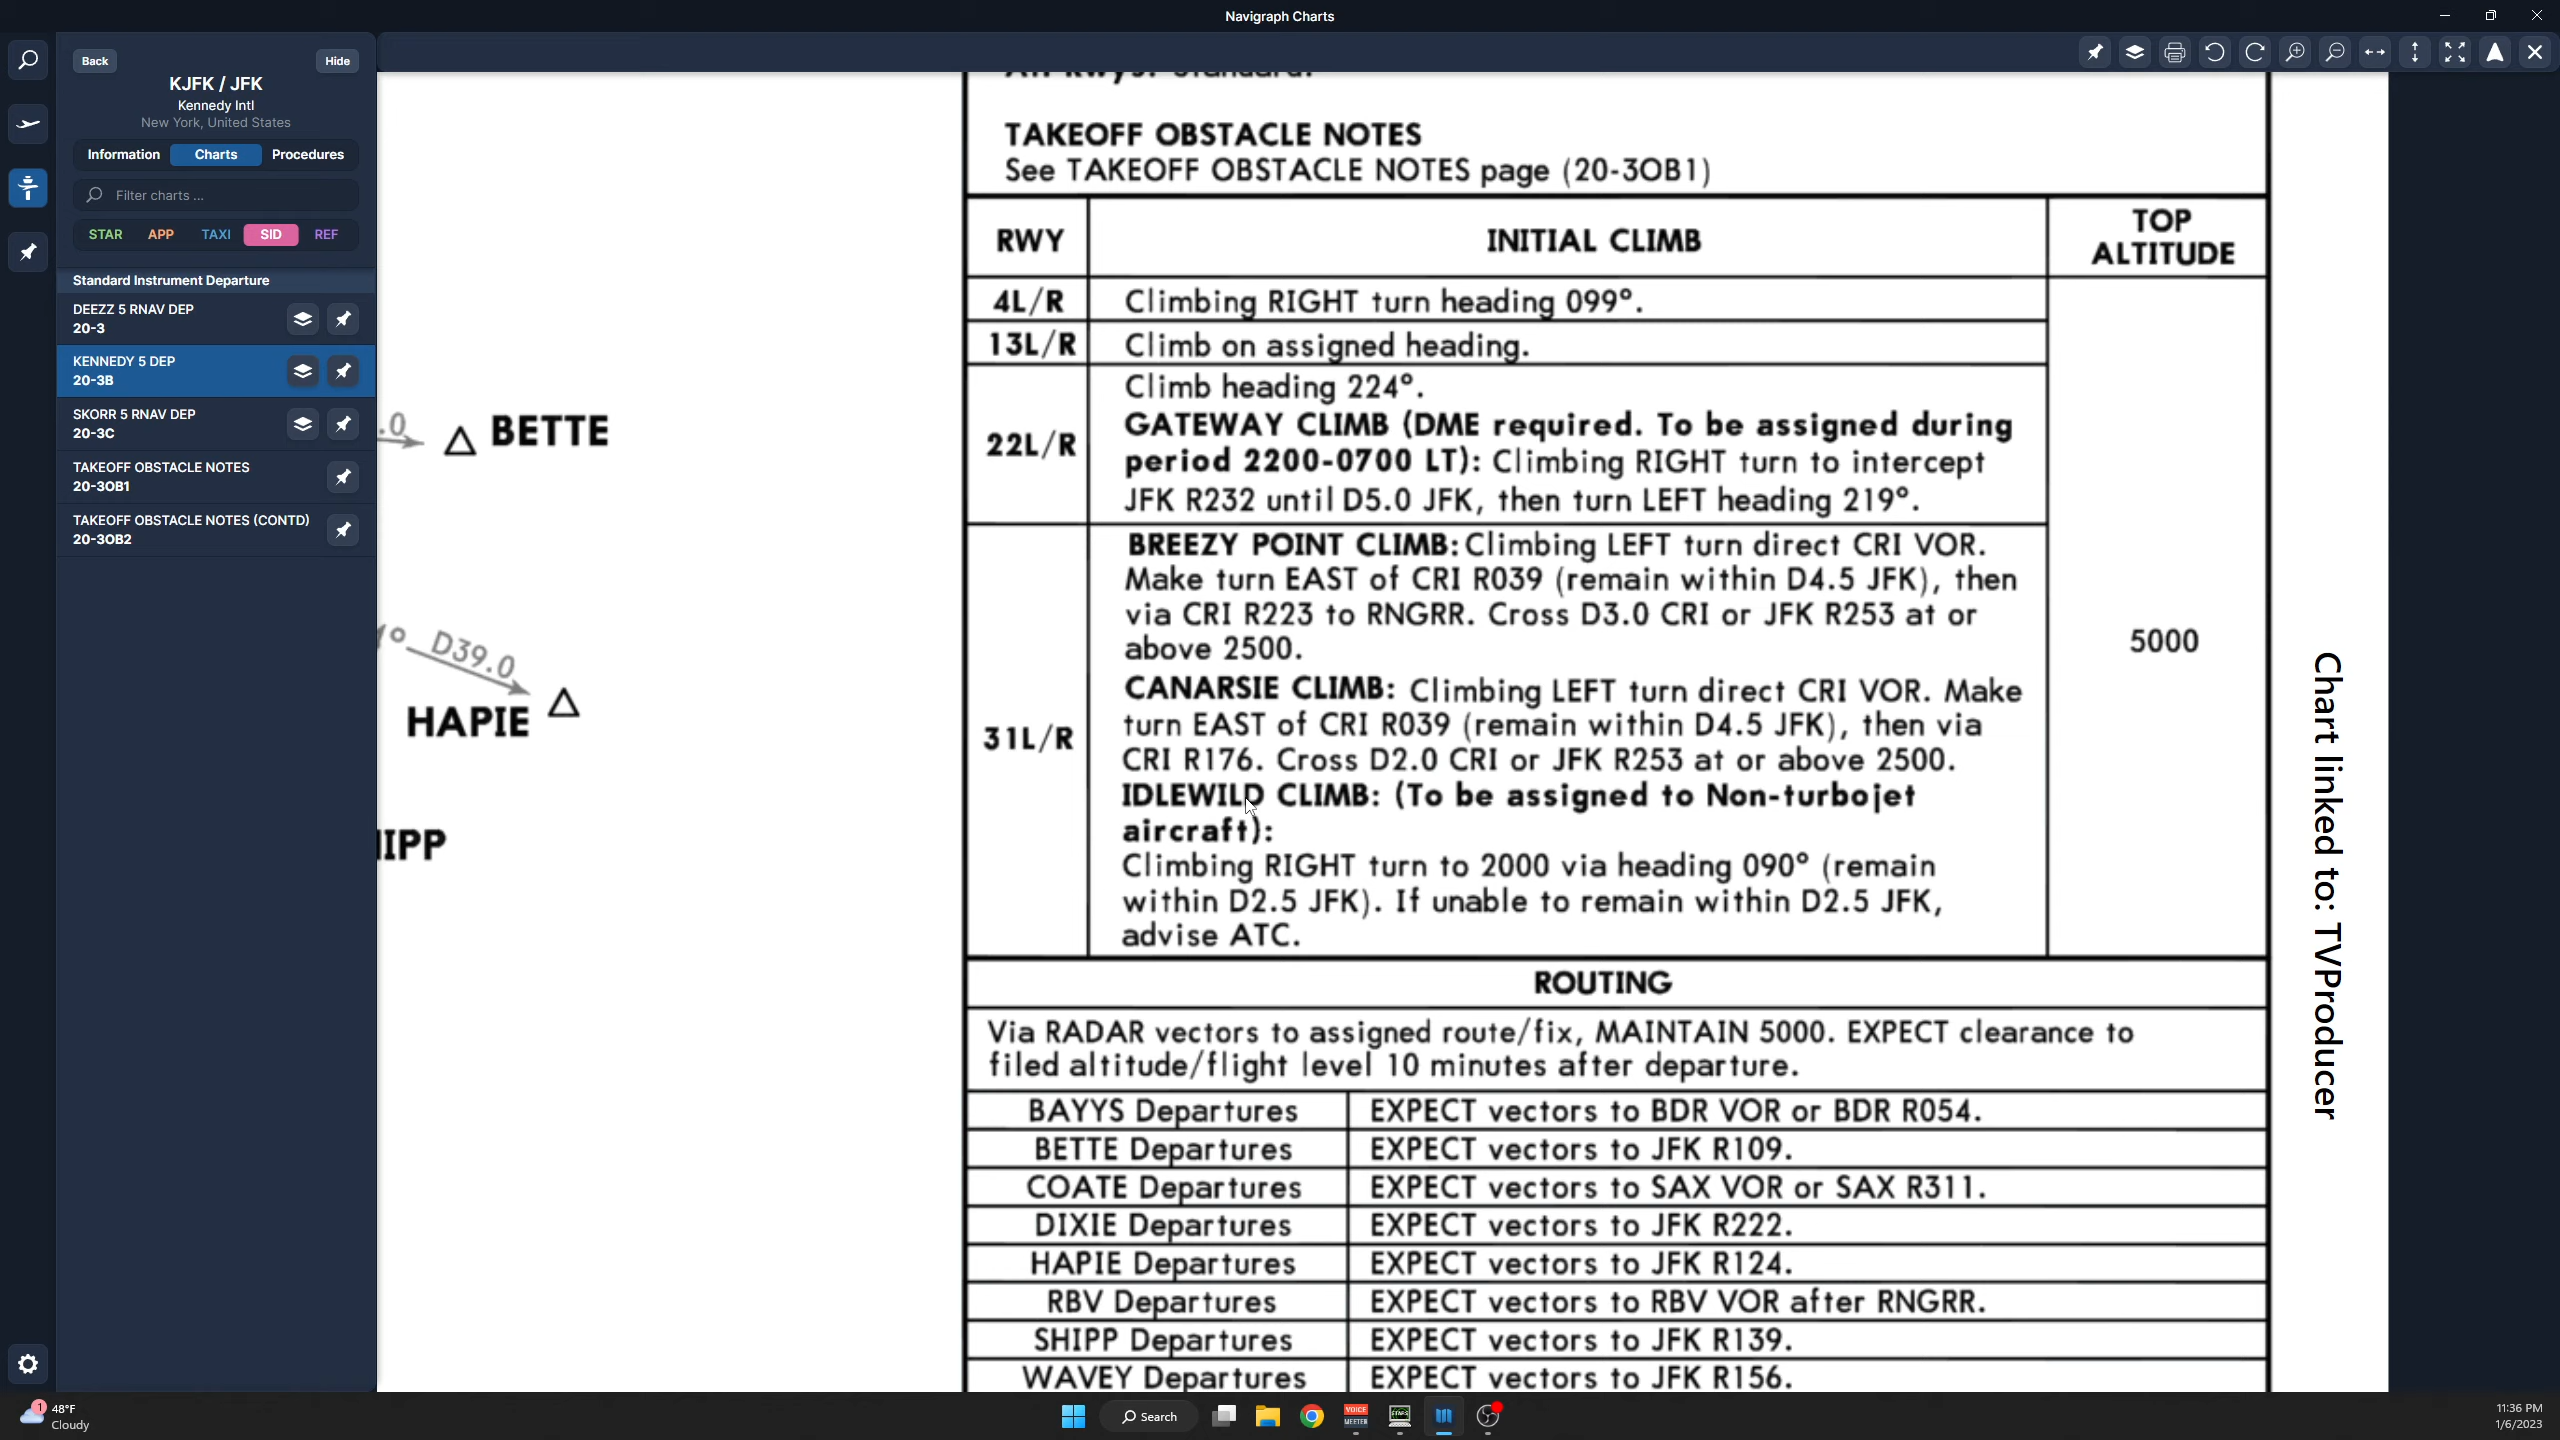 Navigraph Charts
Back
Hide
KJFK / JFK
Kennedy Intl
New York, United States
Information
Charts
Procedures
Filter charts ...
STAR
APP
TAXI
SID
REF
Standard Instrument Departure
DEEZZ 5 RNAV DEP
20-3
KENNEDY 5 DEP
20-3B
SKORR 5 RNAV DEP
20-3C
TAKEOFF OBSTACLE NOTES
20-3OB1
TAKEOFF OBSTACLE NOTES (CONTD)
20-3OB2
.0
BETTE
D39.0
HAPIE
IPP
TAKEOFF OBSTACLE NOTES
See TAKEOFF OBSTACLE NOTES page (20-3OB1)
RWY
INITIAL CLIMB
TOP
ALTITUDE
4L/R
Climbing RIGHT turn heading 099°.
13L/R
Climb on assigned heading.
22L/R
Climb heading 224°.
GATEWAY CLIMB (DME required. To be assigned during
period 2200-0700 LT): Climbing RIGHT turn to intercept
JFK R232 until D5.0 JFK, then turn LEFT heading 219°.
31L/R
BREEZY POINT CLIMB: Climbing LEFT turn direct CRI VOR.
Make turn EAST of CRI R039 (remain within D4.5 JFK), then
via CRI R223 to RNGRR. Cross D3.0 CRI or JFK R253 at or
above 2500.
CANARSIE CLIMB: Climbing LEFT turn direct CRI VOR. Make
turn EAST of CRI R039 (remain within D4.5 JFK), then via
CRI R176. Cross D2.0 CRI or JFK R253 at or above 2500.
IDLEWILD CLIMB: (To be assigned to Non-turbojet
aircraft):
Climbing RIGHT turn to 2000 via heading 090° (remain
within D2.5 JFK). If unable to remain within D2.5 JFK,
advise ATC.
5000
ROUTING
Via RADAR vectors to assigned route/fix, MAINTAIN 5000. EXPECT clearance to
filed altitude/flight level 10 minutes after departure.
BAYYS Departures
EXPECT vectors to BDR VOR or BDR R054.
BETTE Departures
EXPECT vectors to JFK R109.
COATE Departures
EXPECT vectors to SAX VOR or SAX R311.
DIXIE Departures
EXPECT vectors to JFK R222.
HAPIE Departures
EXPECT vectors to JFK R124.
RBV Departures
EXPECT vectors to RBV VOR after RNGRR.
SHIPP Departures
EXPECT vectors to JFK R139.
WAVEY Departures
EXPECT vectors to JFK R156.
Chart linked to: TVProducer
1
48°F
Cloudy
Search
VOICE
MEETER
11:36 PM
1/6/2023